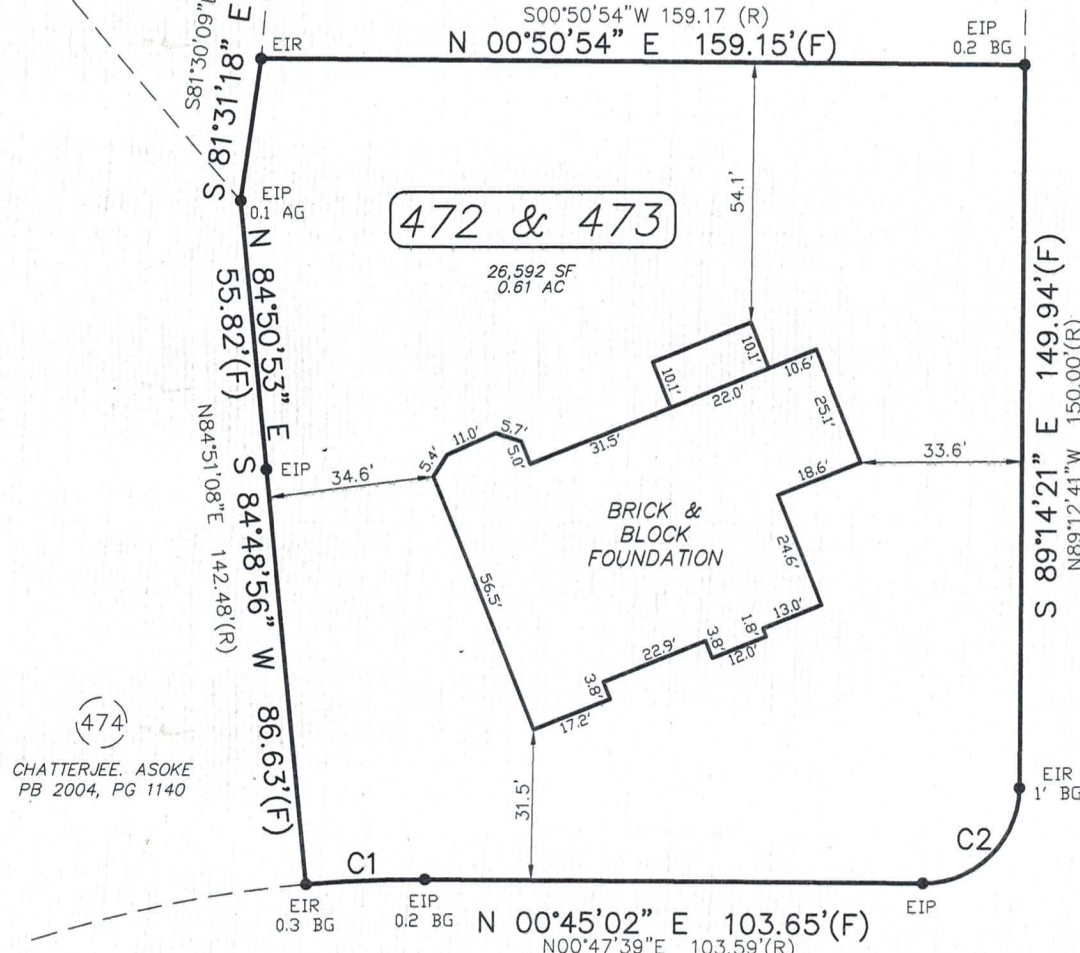 S00°50'54"W 159.17 (R)
N 00°50'54" E 159.15'(F)
EIP
0.2 BG
EIR
S81°30'09"
S 81°31'18" E
EIP
0.1 AG
472 & 473
26,592 SF.
0.61 AC
54.1'
N 84°50'53" E
55.82'(F)
N84°51'08"E 142.48'(R)
EIP
S 84°48'56" W 86.63'(F)
34.6'
5.4'
11.0'
5.7'
5.0'
31.5'
10.1'
10.1'
22.0'
10.6'
25.1'
33.6'
18.6'
24.6'
BRICK &
BLOCK
FOUNDATION
56.5'
13.0'
1.8'
12.0'
3.8'
22.9'
3.8'
17.2'
31.5'
S 89°14'21" E 149.94'(F)
N89°12'41"W 150.00'(R)
474
CHATTERJEE. ASOKE
PB 2004, PG 1140
EIR
1' BG
C2
C1
EIR
0.3 BG
EIP
0.2 BG
EIP
N 00°45'02" E 103.65'(F)
N00°47'39"E 103.59'(R)